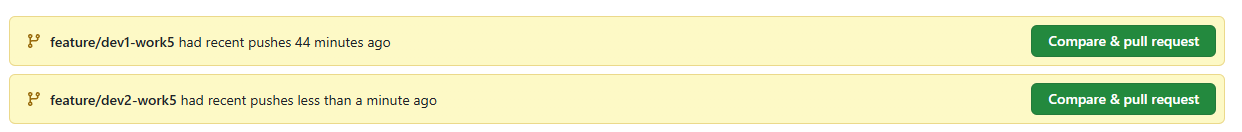 feature/dev1-work5 had recent pushes 44 minutes ago
Compare & pull request
feature/dev2-work5 had recent pushes less than a minute ago
Compare & pull request